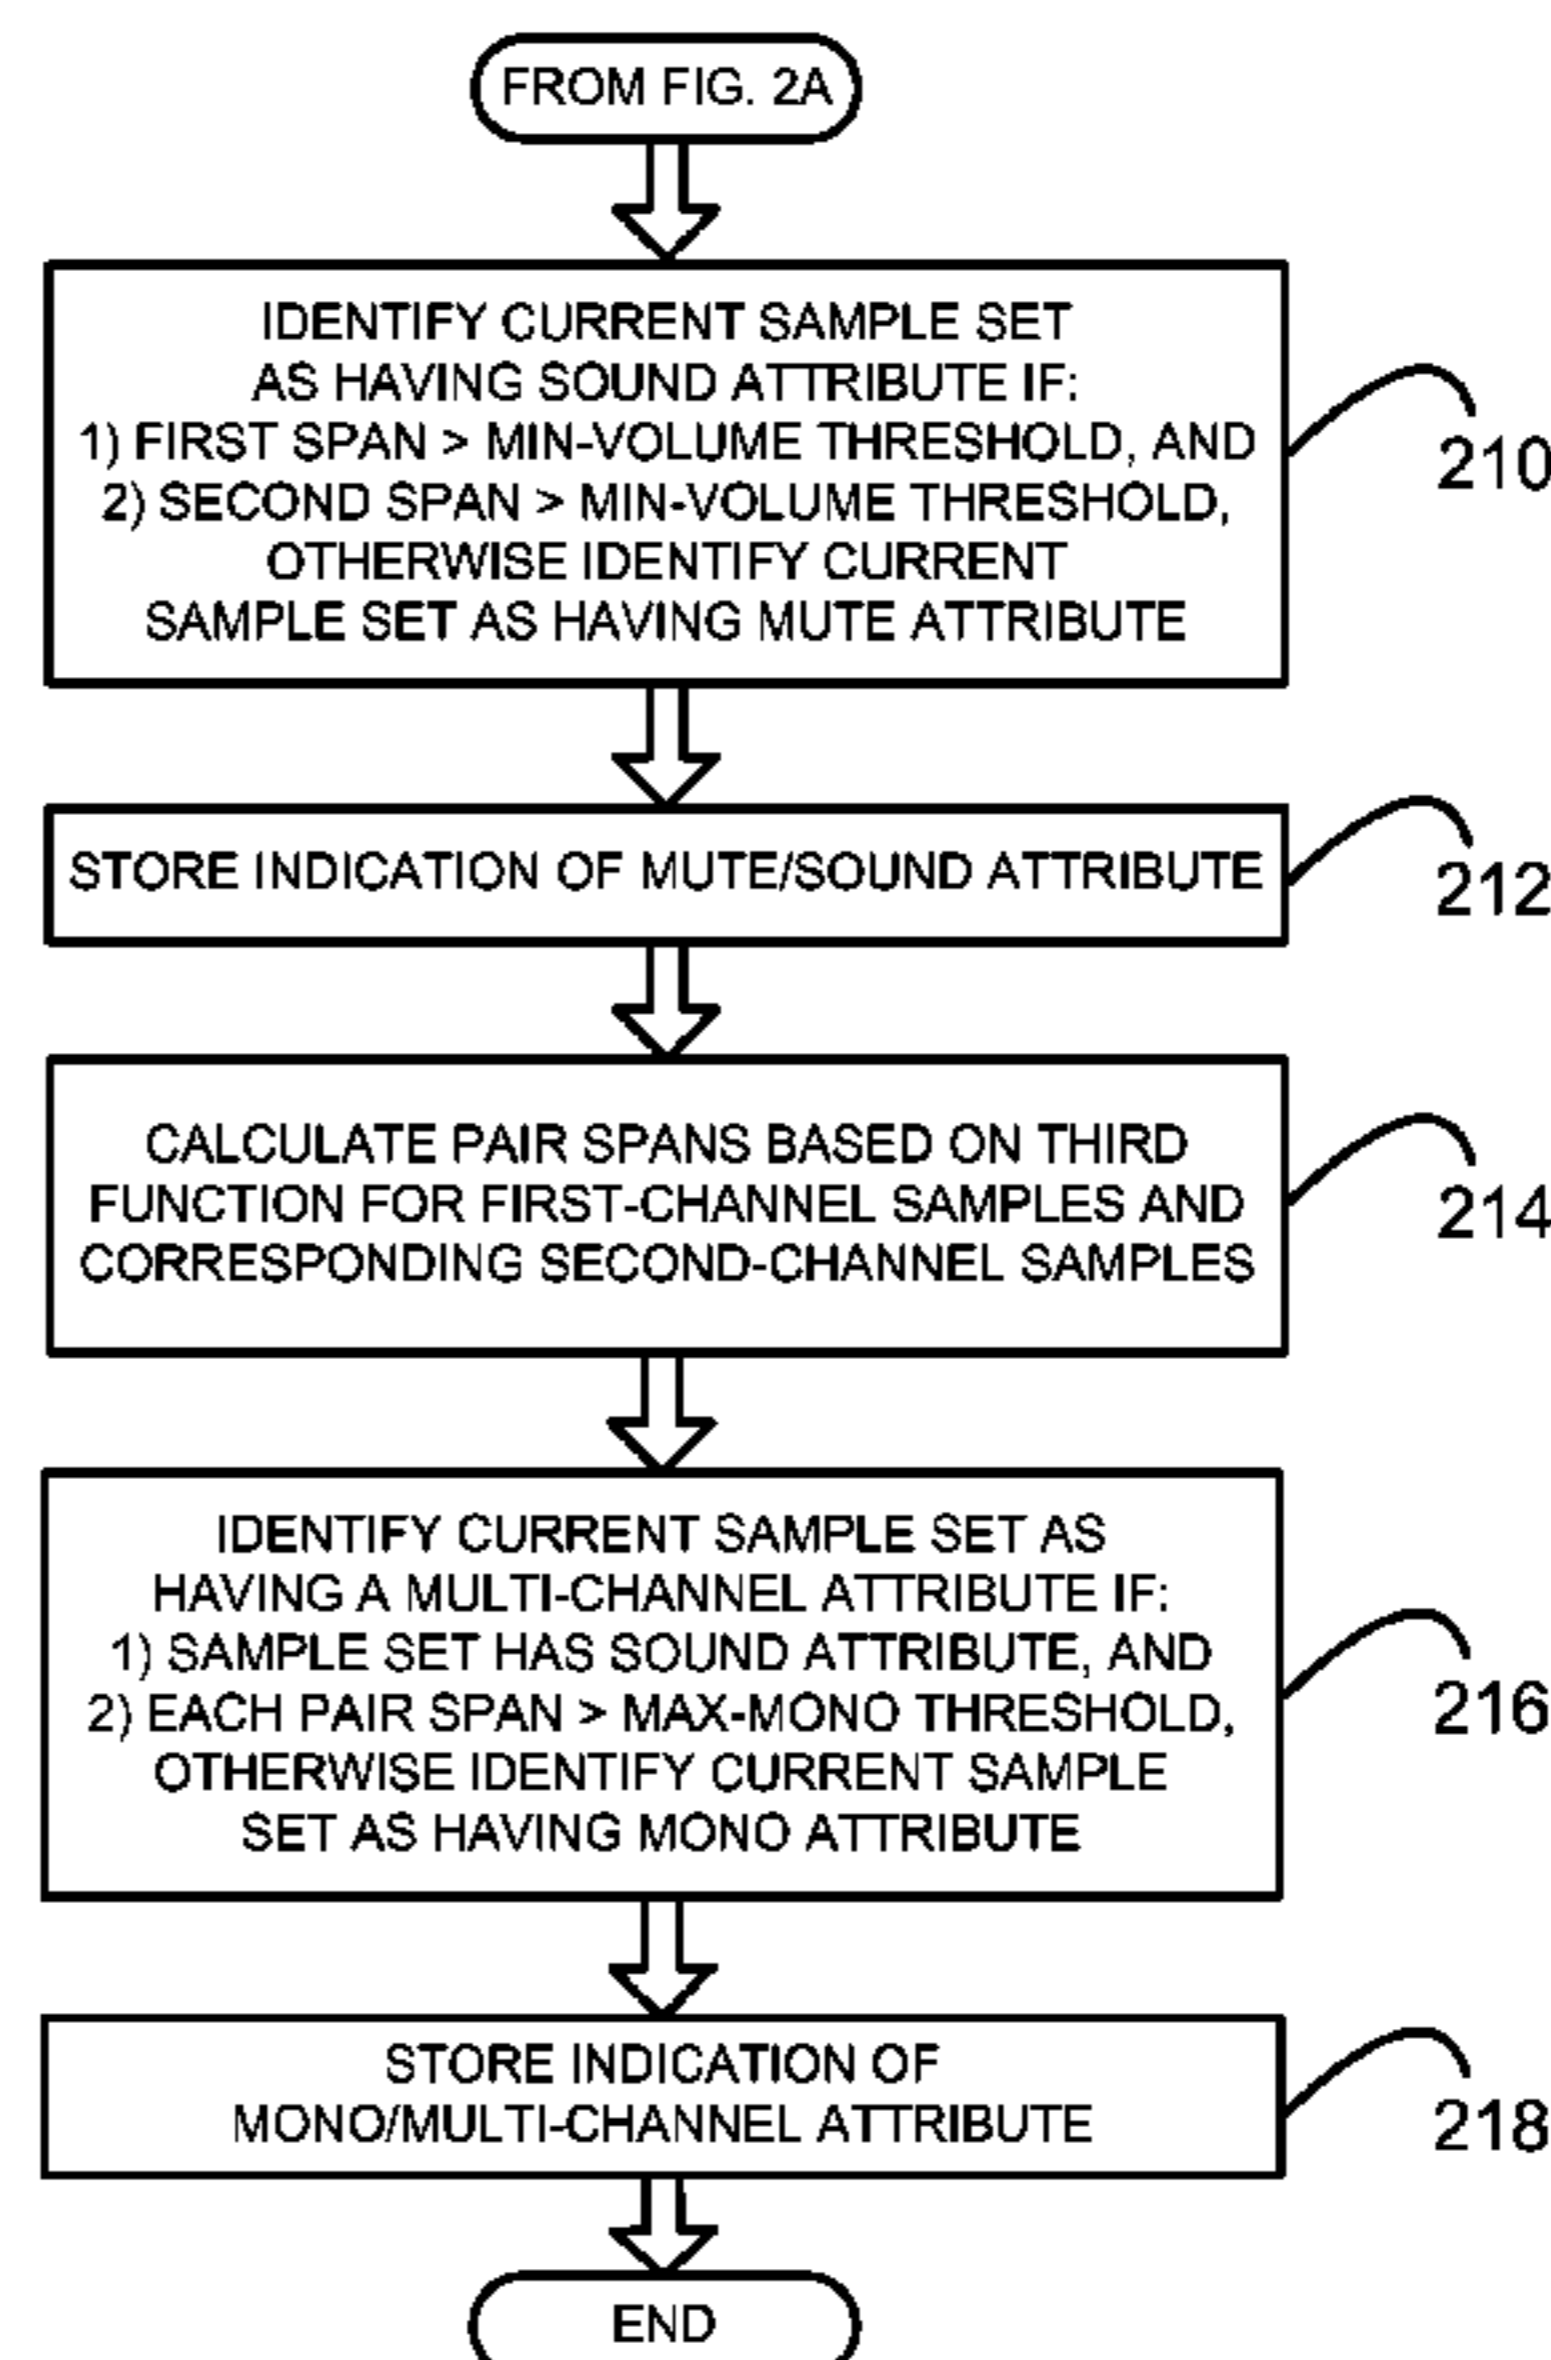 FROM FIG. 2A
IDENTIFY CURRENT SAMPLE SET
AS HAVING SOUND ATTRIBUTE IF:
1) FIRST SPAN > MIN-VOLUME THRESHOLD, AND
2) SECOND SPAN > MIN-VOLUME THRESHOLD,
OTHERWISE IDENTIFY CURRENT
SAMPLE SET AS HAVING MUTE ATTRIBUTE
210
STORE INDICATION OF MUTE/SOUND ATTRIBUTE
212
CALCULATE PAIR SPANS BASED ON THIRD
FUNCTION FOR FIRST-CHANNEL SAMPLES AND
CORRESPONDING SECOND-CHANNEL SAMPLES
214
IDENTIFY CURRENT SAMPLE SET AS
HAVING A MULTI-CHANNEL ATTRIBUTE IF:
1) SAMPLE SET HAS SOUND ATTRIBUTE, AND
2) EACH PAIR SPAN > MAX-MONO THRESHOLD,
OTHERWISE IDENTIFY CURRENT SAMPLE
SET AS HAVING MONO ATTRIBUTE
216
STORE INDICATION OF
MONO/MULTI-CHANNEL ATTRIBUTE
218
END